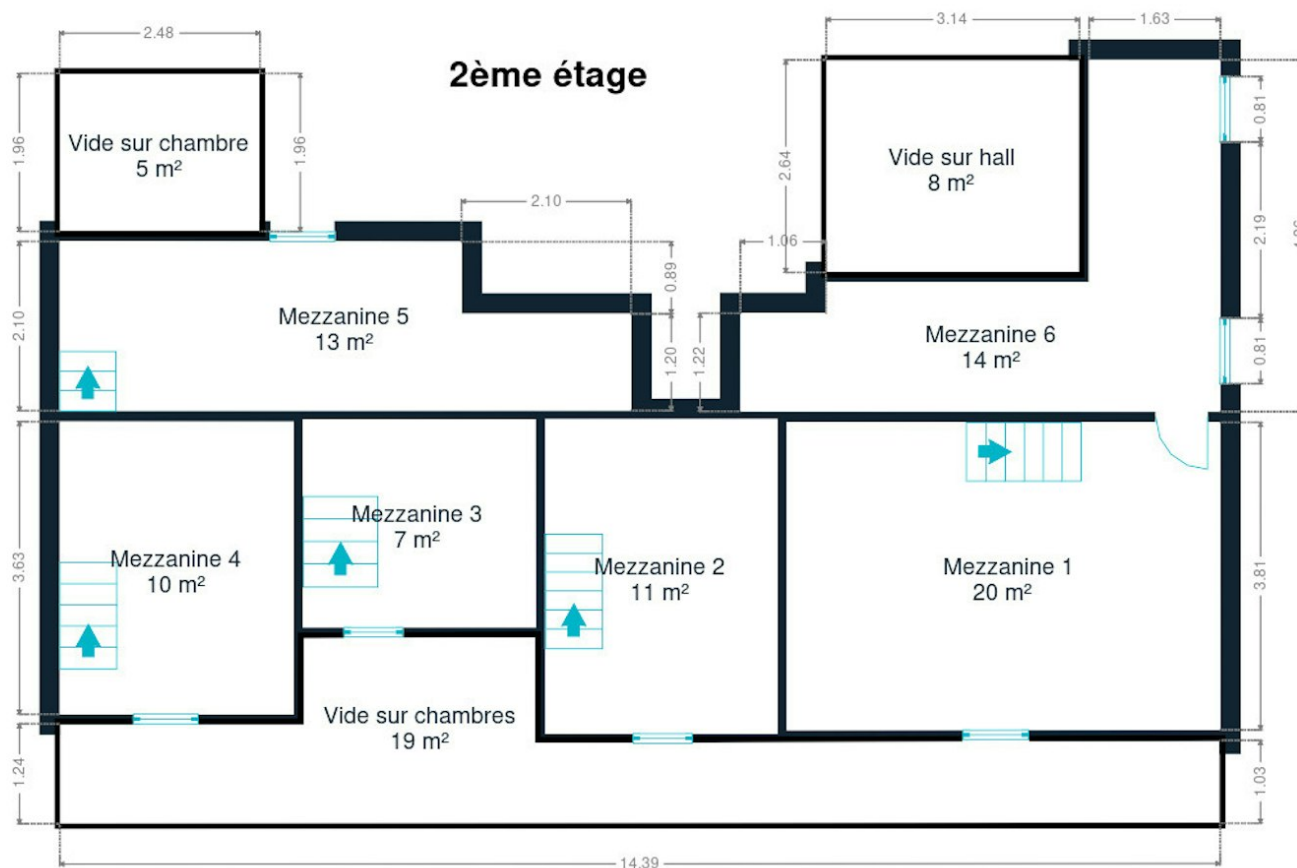 2.48
3.14
1.63
2ème étage
1.96
Vide sur chambre
5 m²
1.96
2.64
Vide sur hall
8 m²
0.81
2.10
1.06
2.19
0.89
2.10
Mezzanine 5
13 m²
1.20
1.22
Mezzanine 6
14 m²
0.81
3.63
Mezzanine 4
10 m²
Mezzanine 3
7 m²
Mezzanine 2
11 m²
Mezzanine 1
20 m²
3.81
Vide sur chambres
19 m²
1.24
1.03
14.39